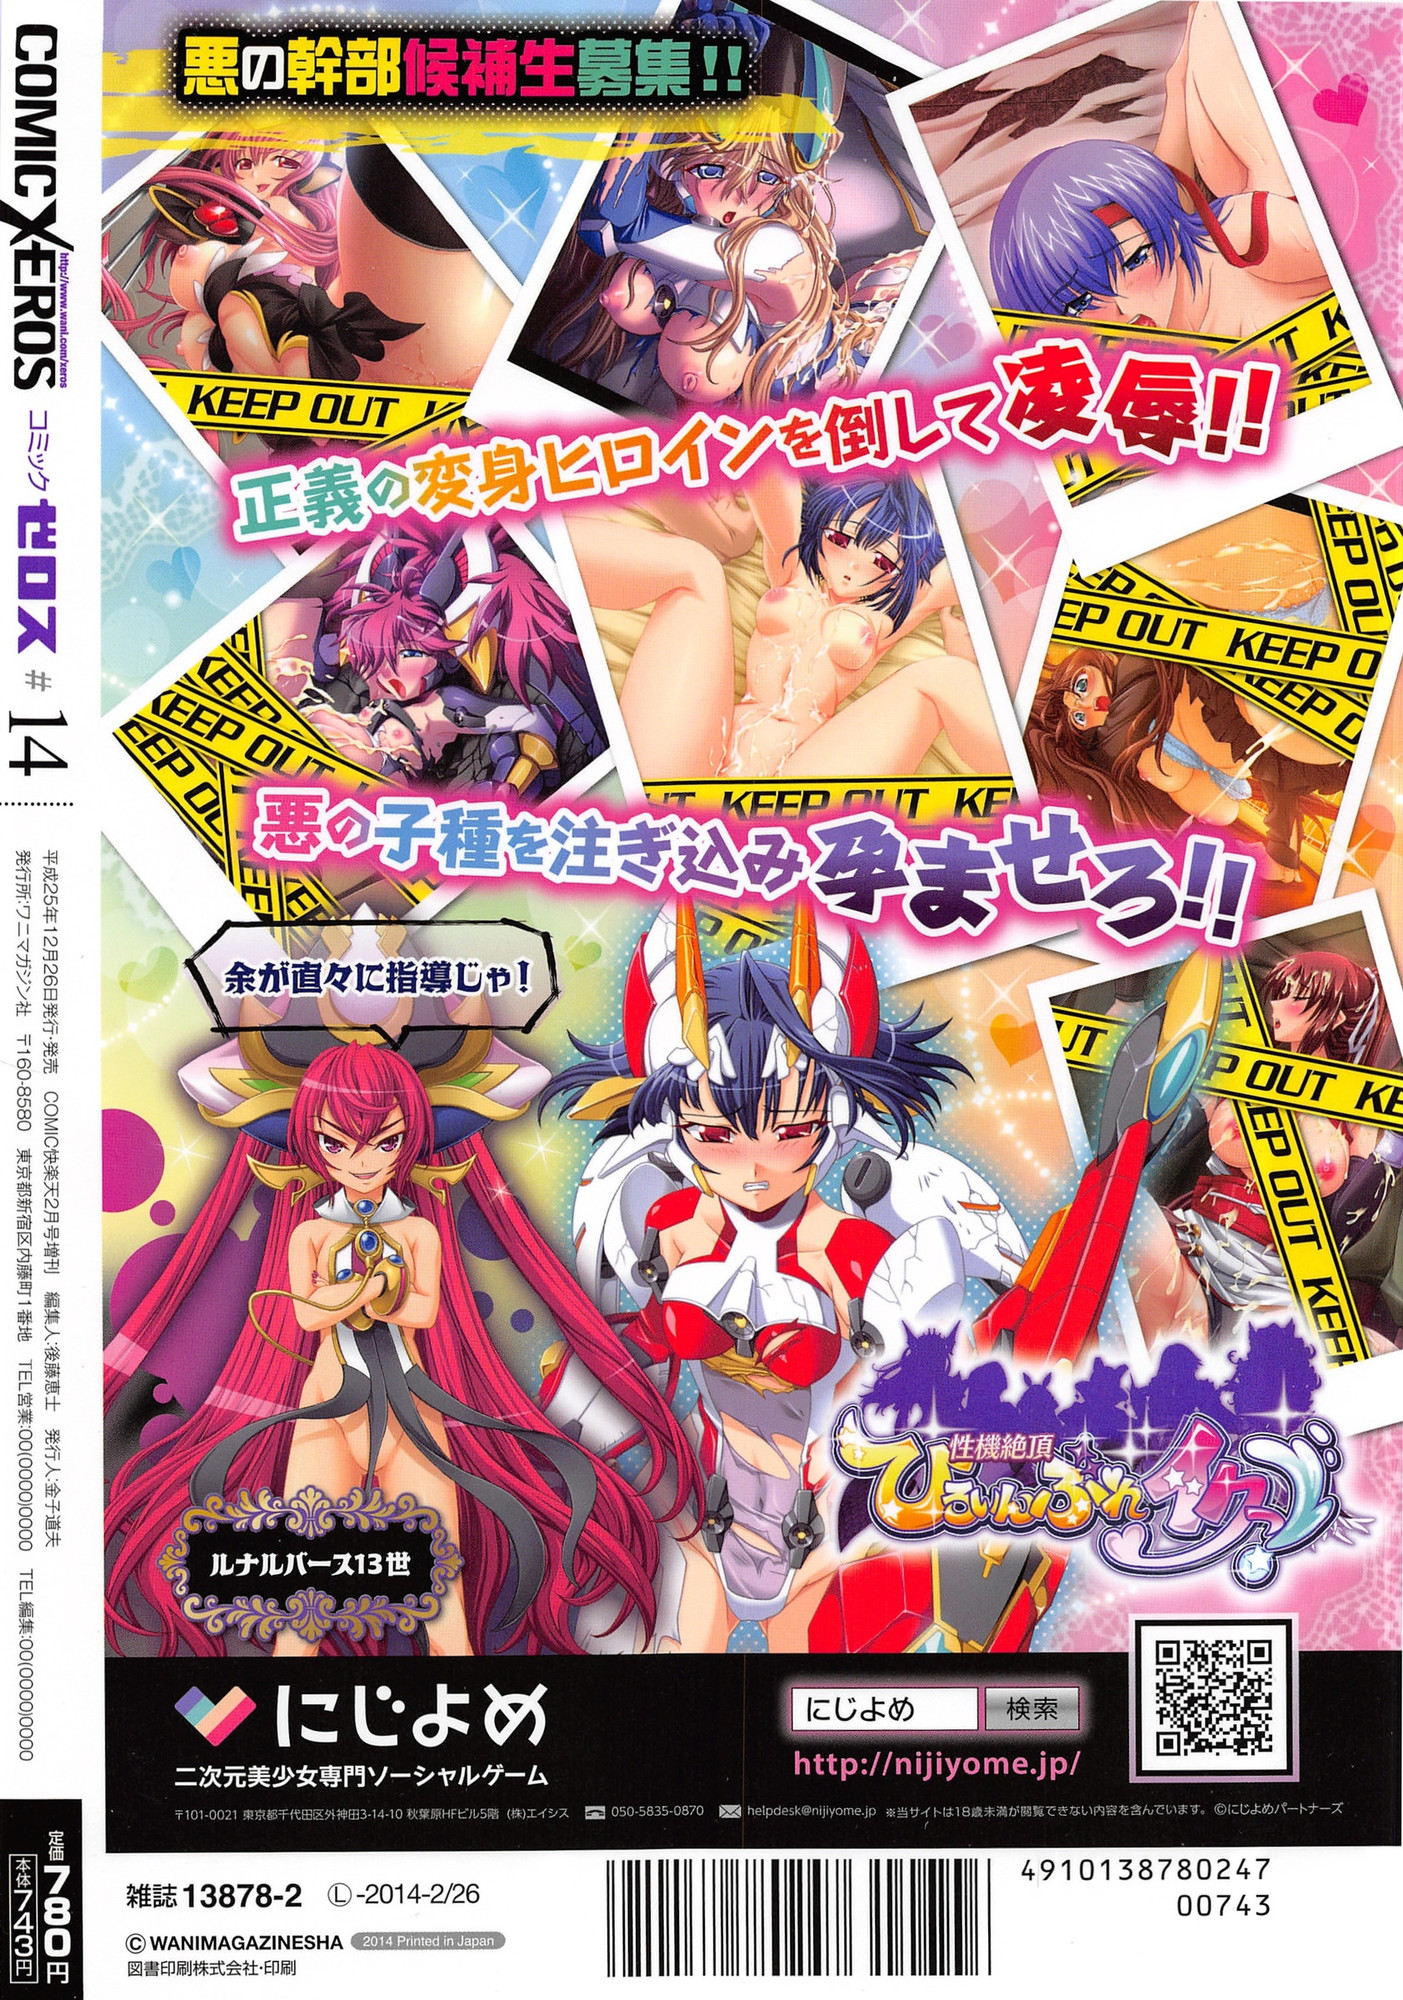 悪の幹部候補生募集!!
正義の変身ヒロインを倒して凌辱!!
悪の子種を注ぎ込み孕ませろ!!
KEEP OUT
KEEP OUT
KEEP OUT KEEP O
KEEP OUT
KEEP OUT KE
KEEP OUT
余が直々に指導じゃ!
ルナルバース13世
性機絶頂
ひろいんぶれイク-ッ!
にじよめ
二次元美少女専門ソーシャルゲーム
にじよめ 検索
http://nijiyome.jp/
〒101-0021 東京都千代田区外神田3-14-10 秋葉原HFビル5階 (株)エイシス 050-5835-0870 helpdesk@nijiyome.jp ※当サイトは18歳未満が閲覧できない内容を含んでいます。©にじよめパートナーズ
雑誌13878-2 Ⓛ-2014-2/26
© WANIMAGAZINESHA 2014 Printed in Japan
図書印刷株式会社・印刷
4910138780247
00743
COMIC X-EROS
http://www.wani.com/xeros
コミックゼロス #14
平成25年12月26日発行・発売 COMIC快楽天2月号増刊 編集人:後藤恵士 発行人:金子道夫
発行所:ワニマガジン社 〒160-8580 東京都新宿区内藤町1番地 TEL営業:00(0000)0000 TEL編集:00(0000)0000
定価780円
本体743円